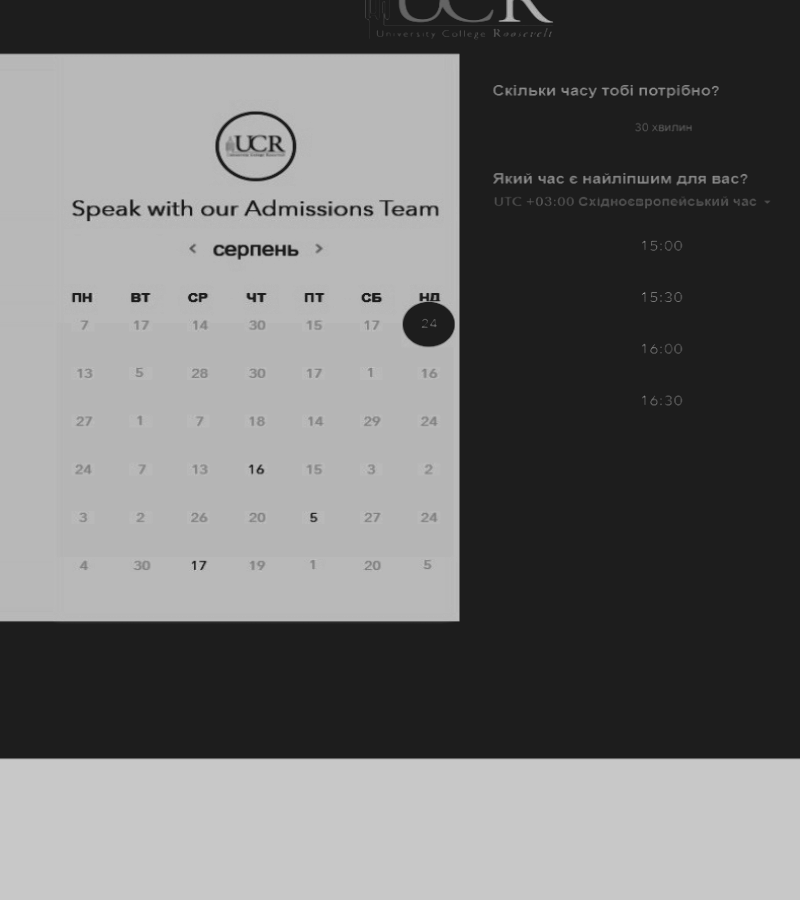 UCR
University College Roosevelt
UCR
Speak with our Admissions Team
< серпень >
ПН ВТ СР ЧТ ПТ СБ НД
7 17 14 30 15 17 24
13 5 28 30 17 1 16
27 1 7 18 14 29 24
24 7 13 16 15 3 2
3 2 26 20 5 27 24
4 30 17 19 1 20 5
Скільки часу тобі потрібно?
30 хвилин
Який час є найліпшим для вас?
UTC +03:00 Східноєвропейський час
15:00
15:30
16:00
16:30